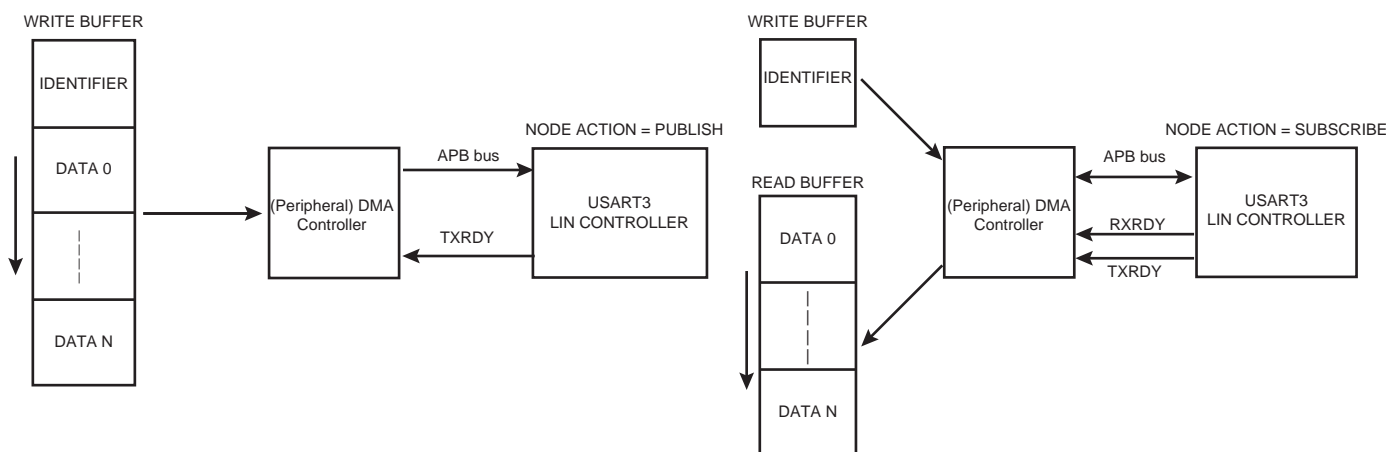 WRITE BUFFER
IDENTIFIER
DATA 0
DATA N
(Peripheral) DMA
Controller
APB bus
TXRDY
NODE ACTION = PUBLISH
USART3
LIN CONTROLLER
WRITE BUFFER
IDENTIFIER
READ BUFFER
DATA 0
DATA N
(Peripheral) DMA
Controller
APB bus
RXRDY
TXRDY
NODE ACTION = SUBSCRIBE
USART3
LIN CONTROLLER